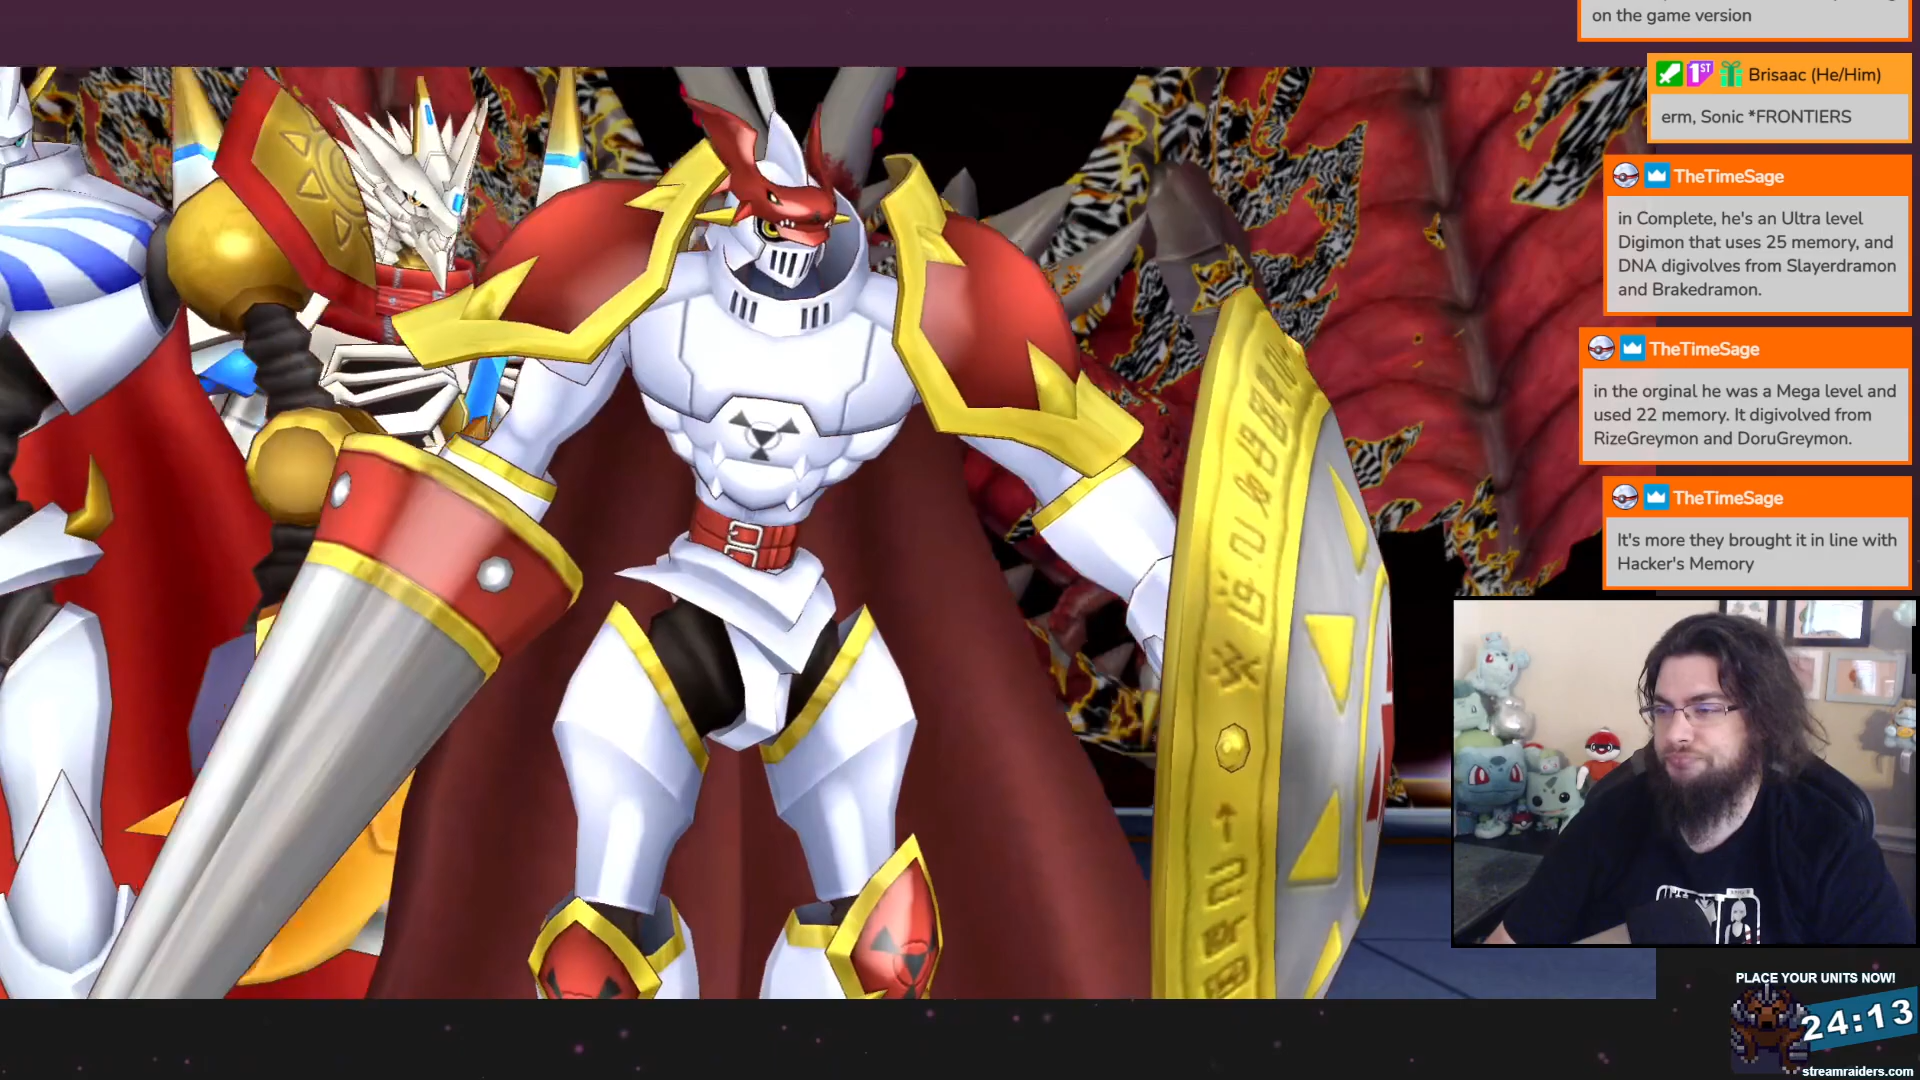 on the game version
1ST Brisaac (He/Him)
erm, Sonic *FRONTIERS
TheTimeSage
in Complete, he's an Ultra level
Digimon that uses 25 memory, and
DNA digivolves from Slayerdramon
and Brakedramon.
TheTimeSage
in the orginal he was a Mega level and
used 22 memory. It digivolved from
RizeGreymon and DoruGreymon.
TheTimeSage
It's more they brought it in line with
Hacker's Memory
PLACE YOUR UNITS NOW!
24:13
streamraiders.com